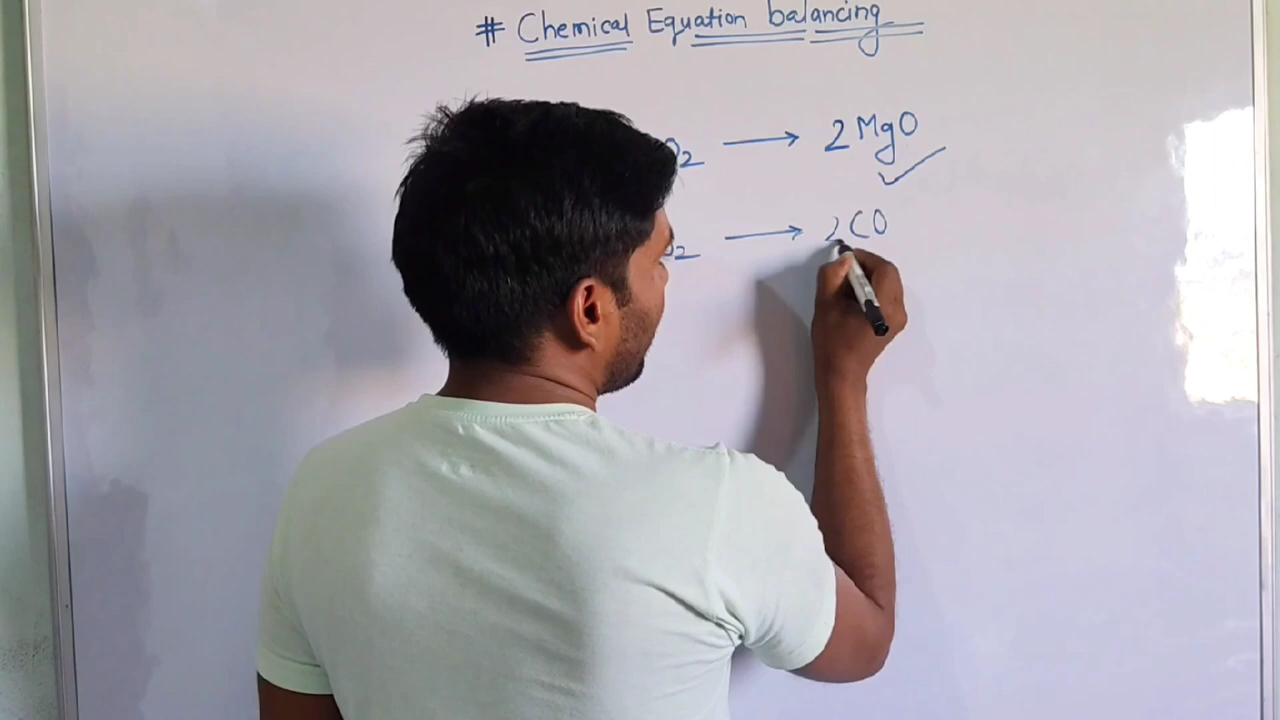 # Chemical Equation balancing
O₂ → 2MgO ✓
O₂ → 2CO